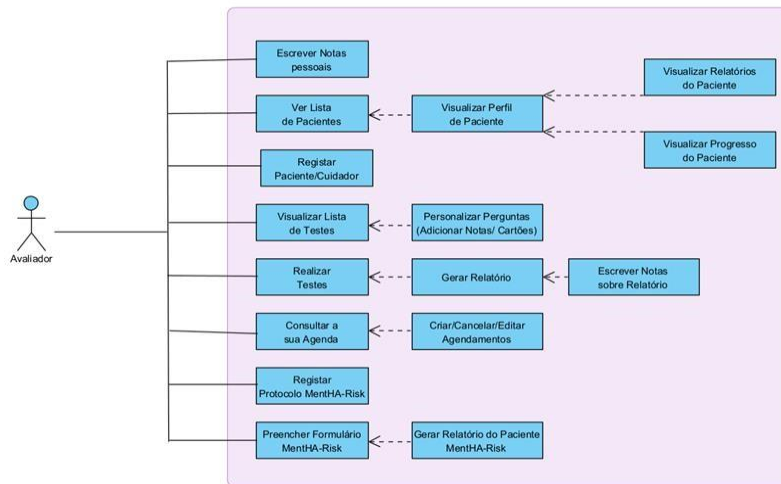 Escrever Notas
pessoais
Visualizar Relatórios
do Paciente
Ver Lista
de Pacientes
Visualizar Perfil
de Paciente
Visualizar Progresso
do Paciente
Registar
Paciente/Cuidador
Avaliador
Visualizar Lista
de Testes
Personalizar Perguntas
(Adicionar Notas/ Cartões)
Realizar
Testes
Gerar Relatório
Escrever Notas
sobre Relatório
Consultar a
sua Agenda
Criar/Cancelar/Editar
Agendamentos
Registar
Protocolo MentHA-Risk
Preencher Formulário
MentHA-Risk
Gerar Relatório do Paciente
MentHA-Risk